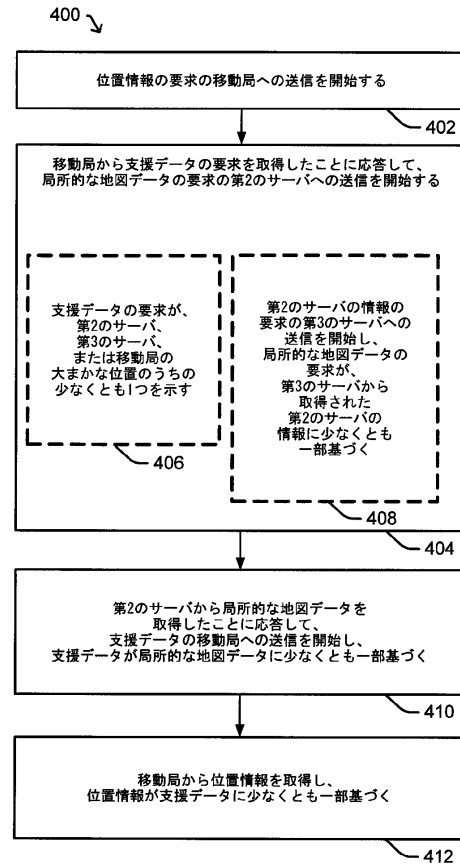 400
位置情報の要求の移動局への送信を開始する
402
移動局から支援データの要求を取得したことに応答して、
局所的な地図データの要求の第2のサーバへの送信を開始する
支援データの要求が、
第2のサーバ、
第3のサーバ、
または移動局の
大まかな位置のうちの
少なくとも1つを示す
406
第2のサーバの情報の
要求の第3のサーバへの
送信を開始し、
局所的な地図データの
要求が、
第3のサーバから
取得された
第2のサーバの
情報に少なくとも
一部基づく
408
404
第2のサーバから局所的な地図データを
取得したことに応答して、
支援データの移動局への送信を開始し、
支援データが局所的な地図データに少なくとも一部基づく
410
移動局から位置情報を取得し、
位置情報が支援データに少なくとも一部基づく
412